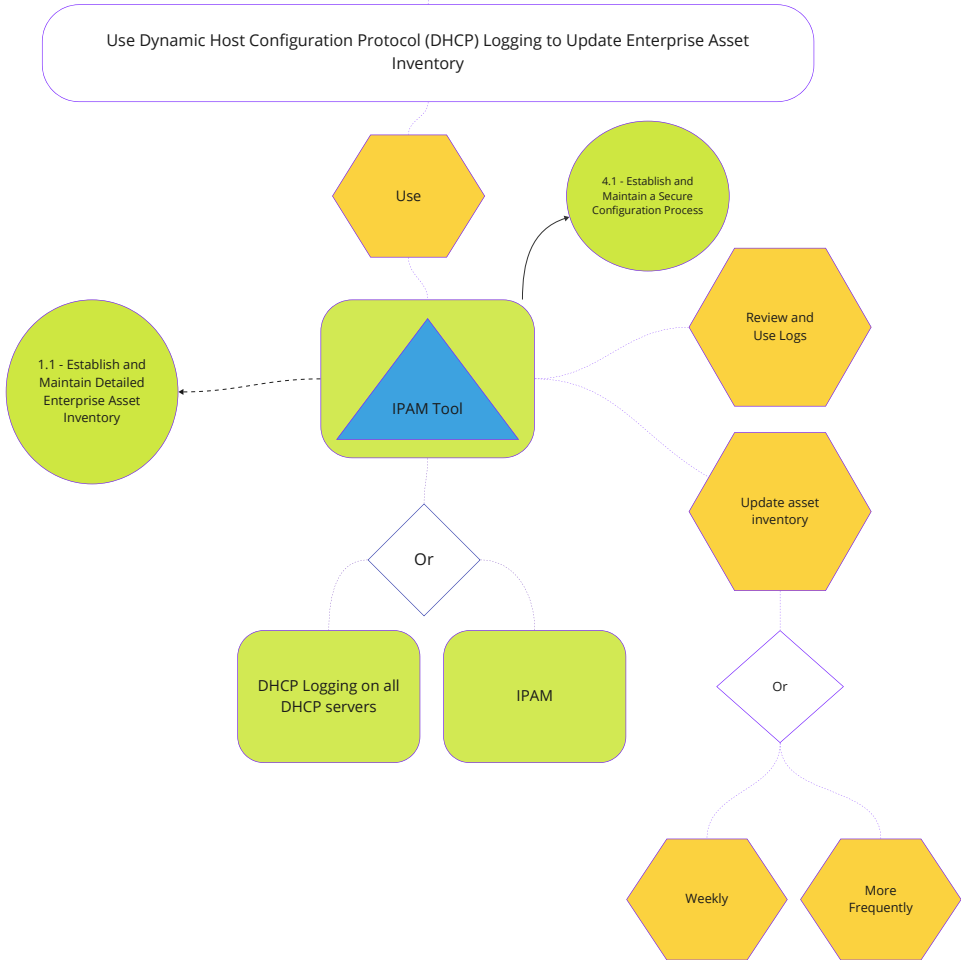 Use Dynamic Host Configuration Protocol (DHCP) Logging to Update Enterprise Asset
Inventory
Use
4.1 - Establish and
Maintain a Secure
Configuration Process
Review and
Use Logs
1.1 - Establish and
Maintain Detailed
Enterprise Asset
Inventory
IPAM Tool
Update asset
inventory
Or
DHCP Logging on all
DHCP servers
IPAM
Or
Weekly
More
Frequently